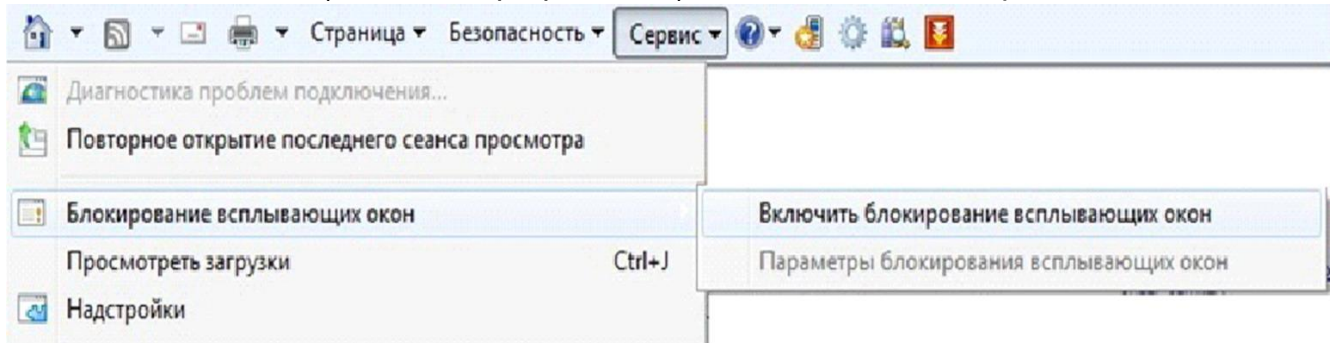 Страница Безопасность Сервис
Диагностика проблем подключения...
Повторное открытие последнего сеанса просмотра
Блокирование всплывающих окон
Включить блокирование всплывающих окон
Просмотреть загрузки Ctrl+J
Параметры блокирования всплывающих окон
Надстройки